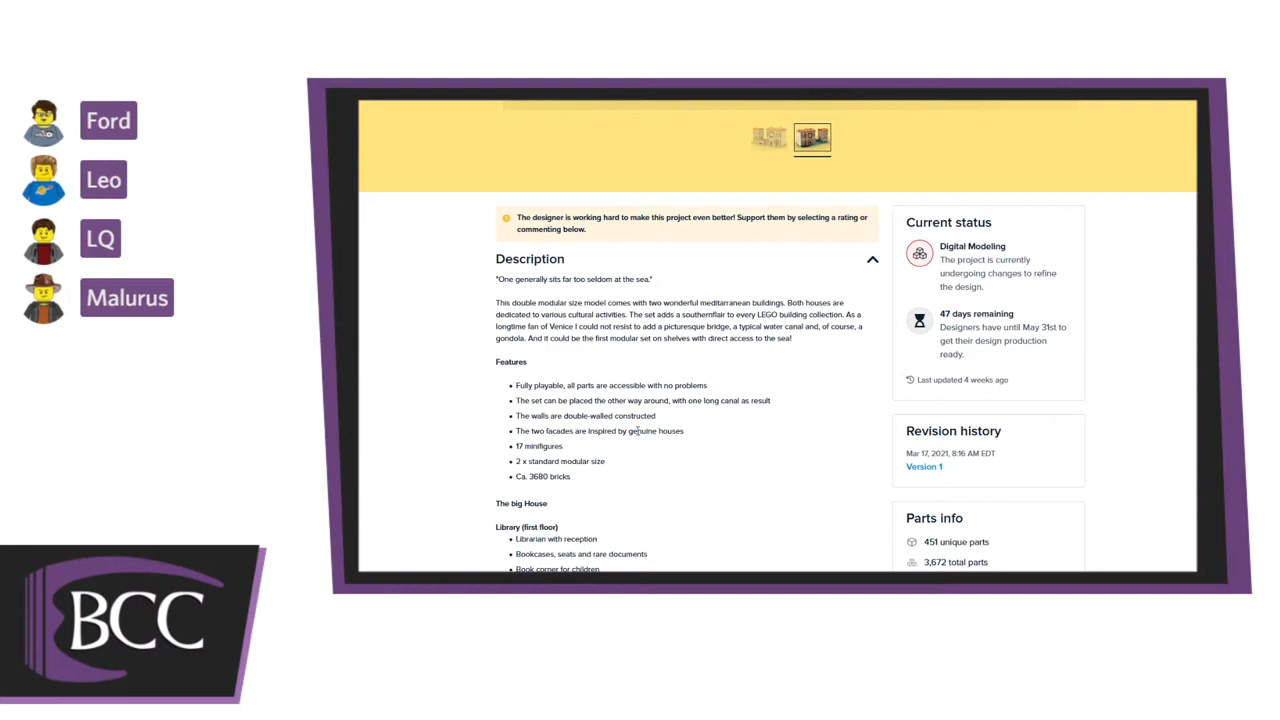 Ford
Leo
LQ
Malurus
BCC
The designer is working hard to make this project even better! Support them by selecting a rating or
commenting below.
Description
"One generally sits far too seldom at the sea."
This double modular size model comes with two wonderful meditarranean buildings. Both houses are
dedicated to various cultural activities. The set adds a southernflair to every LEGO building collection. As a
longtime fan of Venice I could not resist to add a picturesque bridge, a typical water canal and, of course, a
gondola. And it could be the first modular set on shelves with direct access to the sea!
Features
Fully playable, all parts are accessible with no problems
The set can be placed the other way around, with one long canal as result
The walls are double-walled constructed
The two facades are inspired by genuine houses
17 minifigures
2 x standard modular size
Ca. 3680 bricks
The big House
Library (first floor)
Librarian with reception
Bookcases, seats and rare documents
Book corner for children
Current status
Digital Modeling
The project is currently
undergoing changes to refine
the design.
47 days remaining
Designers have until May 31st to
get their design production
ready.
Last updated 4 weeks ago
Revision history
Mar 17, 2021, 8:16 AM EDT
Version 1
Parts info
451 unique parts
3,672 total parts